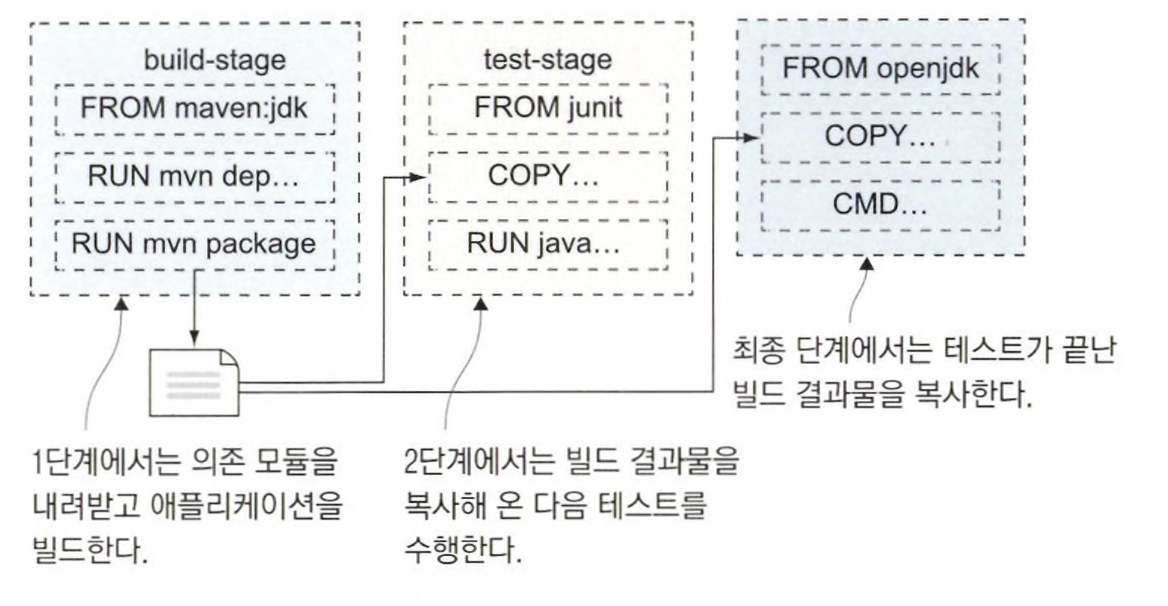 build-stage
FROM maven:jdk
RUN mvn dep...
RUN mvn package
1단계에서는 의존 모듈을
내려받고 애플리케이션을
빌드한다.
test-stage
FROM junit
COPY...
RUN java...
2단계에서는 빌드 결과물을
복사해 온 다음 테스트를
수행한다.
FROM openjdk
COPY...
CMD...
최종 단계에서는 테스트가 끝난
빌드 결과물을 복사한다.